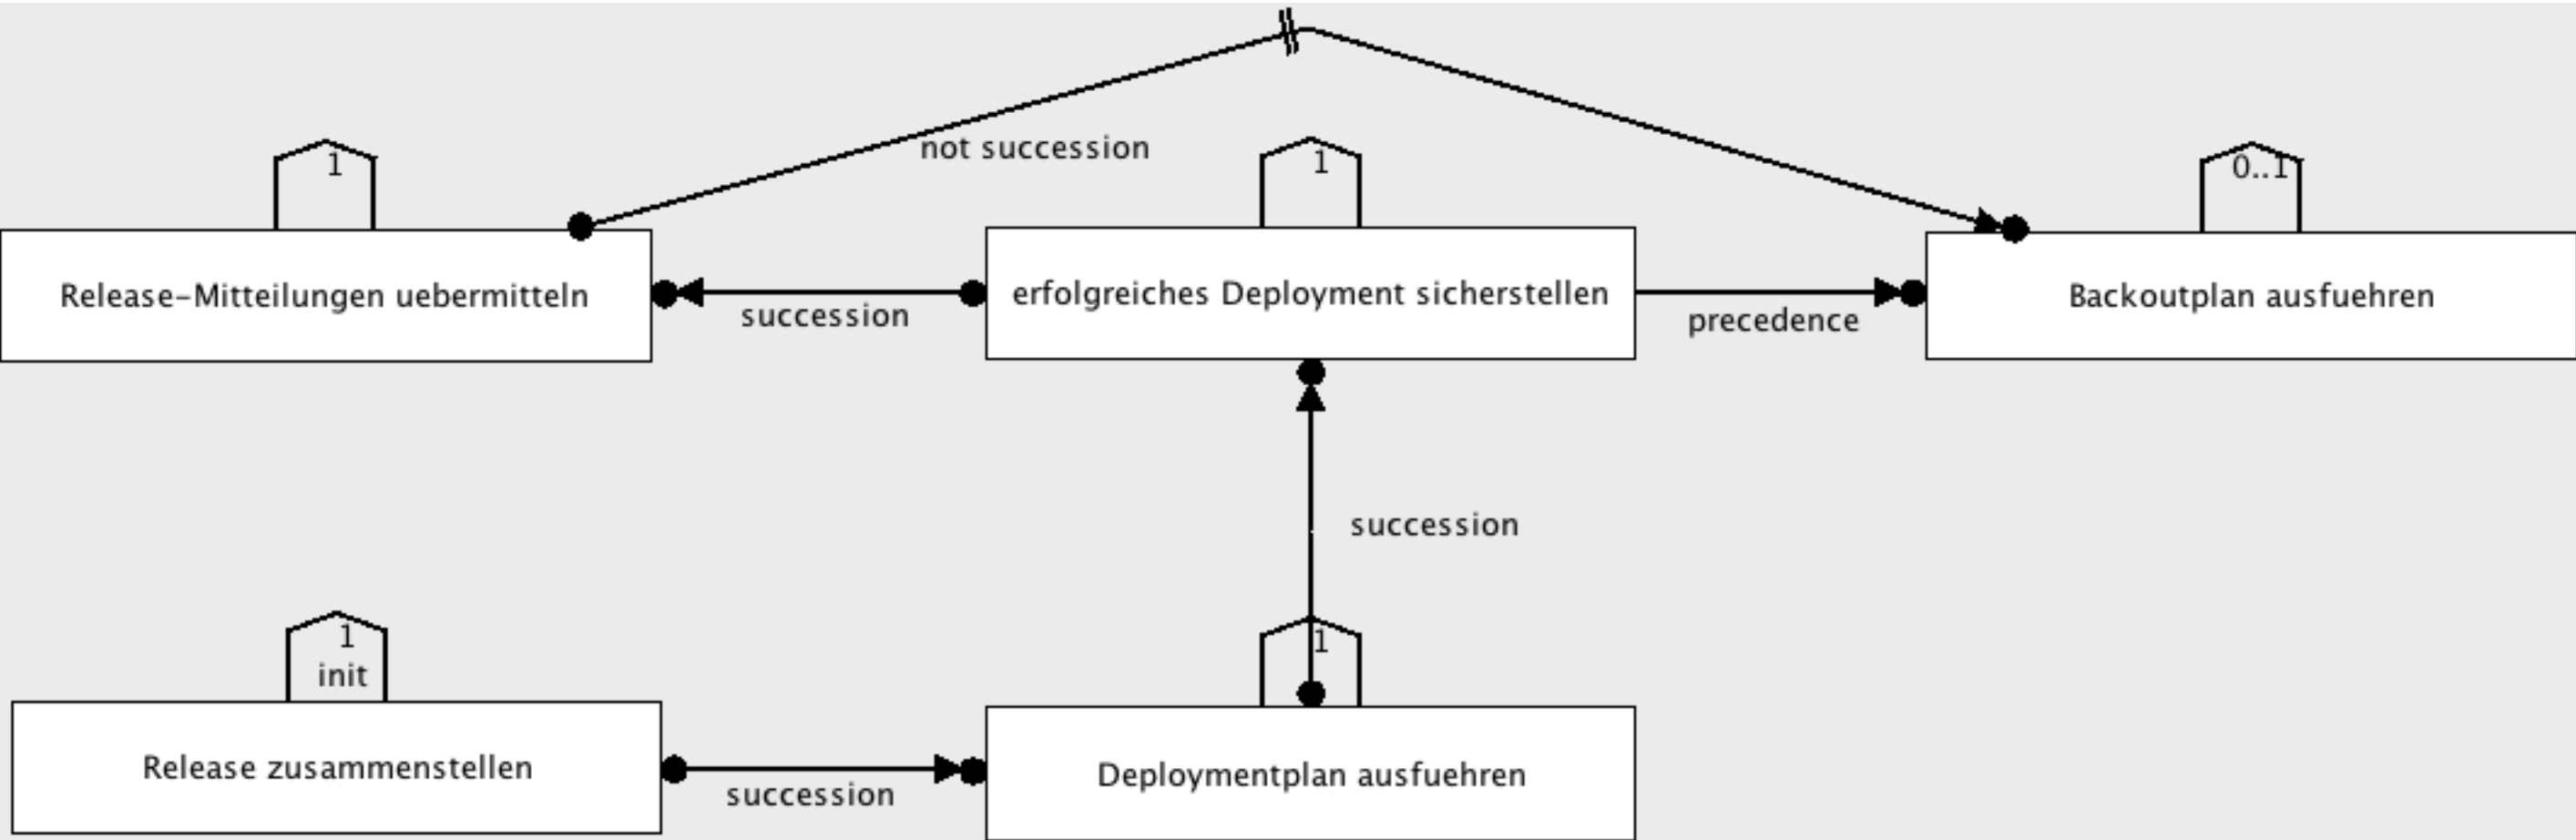 not succession
1
1
0..1
Release-Mitteilungen uebermitteln
succession
erfolgreiches Deployment sicherstellen
precedence
Backoutplan ausfuehren
succession
1
init
1
Release zusammenstellen
succession
Deploymentplan ausfuehren